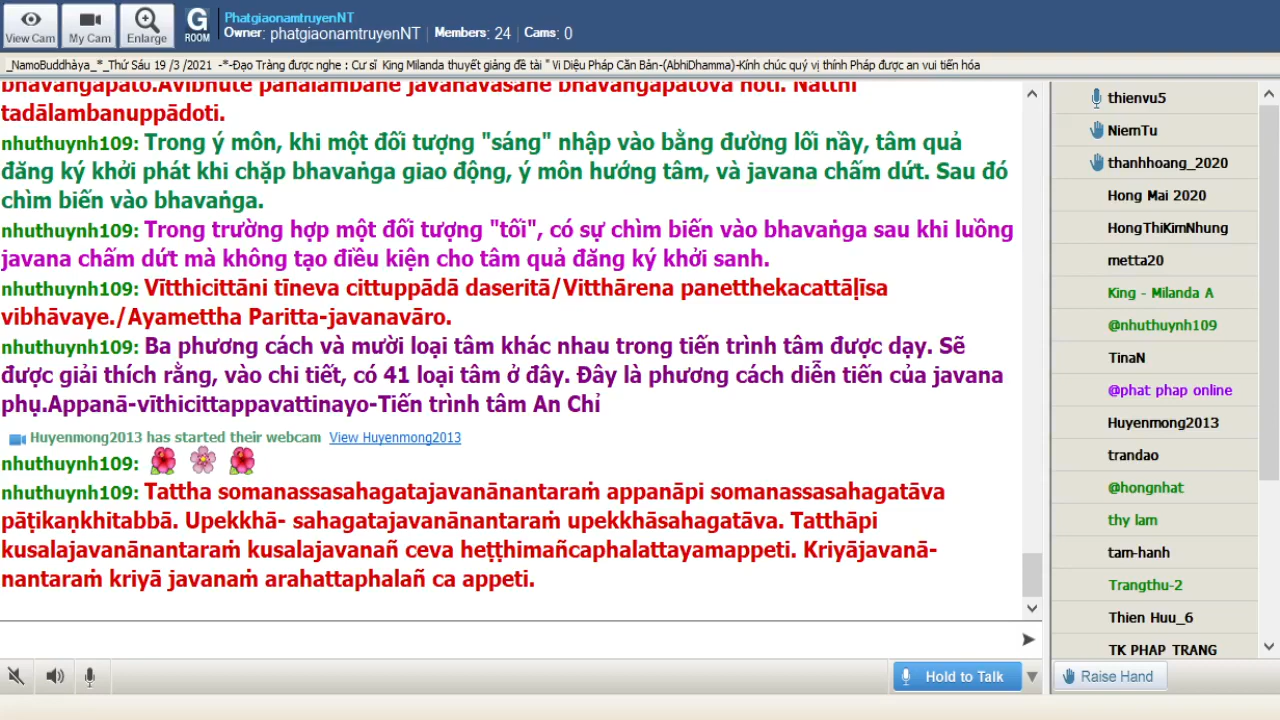 View Cam
My Cam
Enlarge
G
ROOM
PhatgiaonamtruyenNT
Owner: phatgiaonamtruyenNT | Members: 24 | Cams: 0
_NamoBuddhàya_*_Thứ Sáu 19 /3 /2021 -*-Đạo Tràng được nghe : Cư sĩ King Milanda thuyết giảng đề tài " Vi Diệu Pháp Căn Bản-(AbhiDhamma)-Kính chúc quý vị thính Pháp được an vui tiến hóa
bhavaṅgapāto.Avibhūte panālambane javanāvasāne bhavaṅgapātova hoti. Natthi
tadālambanuppādoti.
nhuthuynh109: Trong ý môn, khi một đối tượng "sáng" nhập vào bằng đường lối nầy, tâm quả
đăng ký khởi phát khi chặp bhavaṅga giao động, ý môn hướng tâm, và javana chấm dứt. Sau đó
chìm biến vào bhavaṅga.
nhuthuynh109: Trong trường hợp một đối tượng "tối", có sự chìm biến vào bhavaṅga sau khi luồng
javana chấm dứt mà không tạo điều kiện cho tâm quả đăng ký khởi sanh.
nhuthuynh109: Vītthicittāni tīneva cittuppādā daseritā/Vitthārena panetthekacattāḷīsa
vibhāvaye./Ayamettha Paritta-javanavāro.
nhuthuynh109: Ba phương cách và mười loại tâm khác nhau trong tiến trình tâm được dạy. Sẽ
được giải thích rằng, vào chi tiết, có 41 loại tâm ở đây. Đây là phương cách diễn tiến của javana
phụ.Appanā-vīthicittappavattinayo-Tiến trình tâm An Chỉ
Huyenmong2013 has started their webcam View Huyenmong2013
nhuthuynh109:
nhuthuynh109: Tattha somanassasahagatajavanānantaraṁ appanāpi somanassasahagatāva
pāṭikaṇkhitabbā. Upekkhā- sahagatajavanānantaraṁ upekkhāsahagatāva. Tatthāpi
kusalajavanānantaraṁ kusalajavanañ ceva heṭṭhimañcaphalattayamappeti. Kriyājavanā-
nantaraṁ kriyā javanaṁ arahattaphalañ ca appeti.
Hold to Talk
thienvu5
NiemTu
thanhhoang_2020
Hong Mai 2020
HongThiKimNhung
metta20
King - Milanda A
@nhuthuynh109
TinaN
@phat phap online
Huyenmong2013
trandao
@hongnhat
thy lam
tam-hanh
Trangthu-2
Thien Huu_6
TK PHAP TRANG
Raise Hand